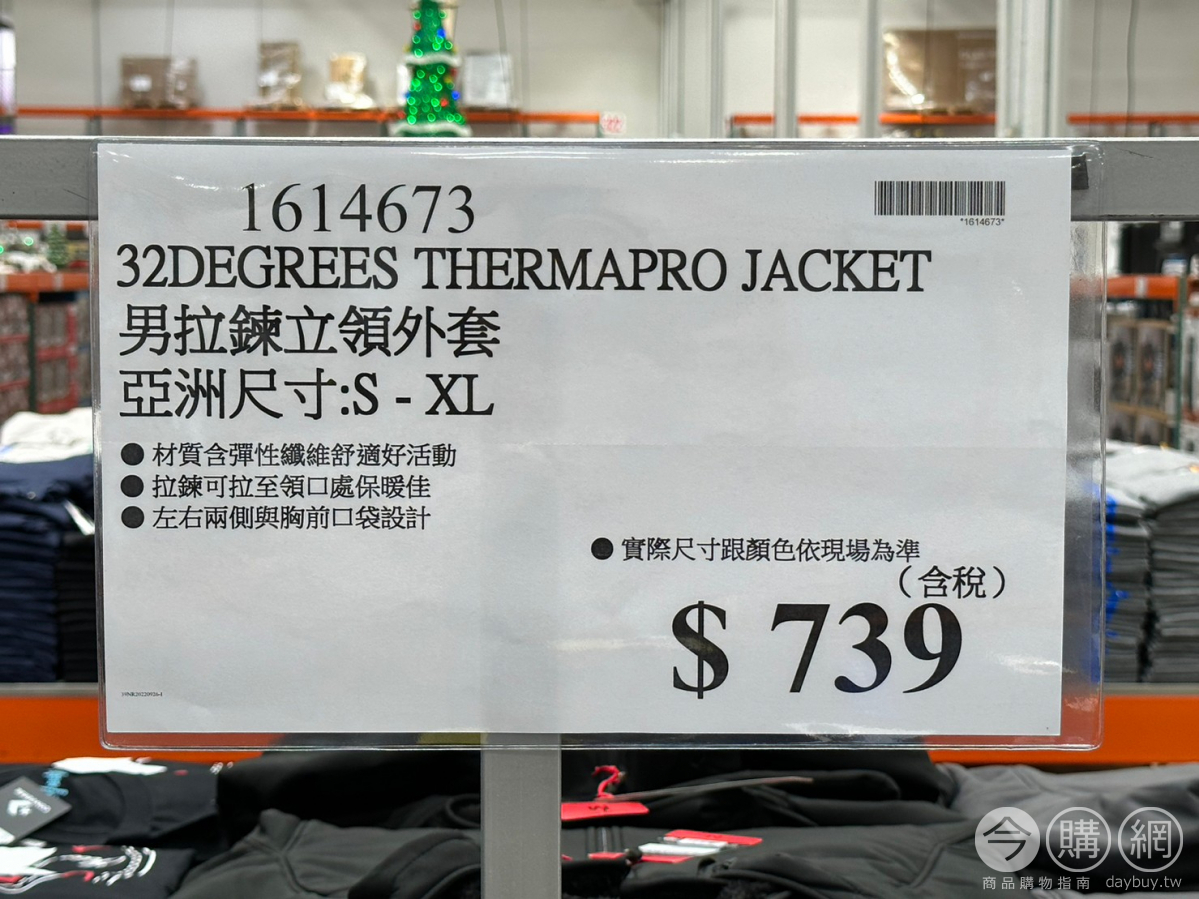 1614673
*1614673*
32DEGREES THERMAPRO JACKET
男拉鍊立領外套
亞洲尺寸:S - XL
● 材質含彈性纖維舒適好活動
● 拉鍊可拉至領口處保暖佳
● 左右兩側與胸前口袋設計
● 實際尺寸跟顏色依現場為準
（含稅）
$ 739
今購網
商品購物指南 daybuy.tw